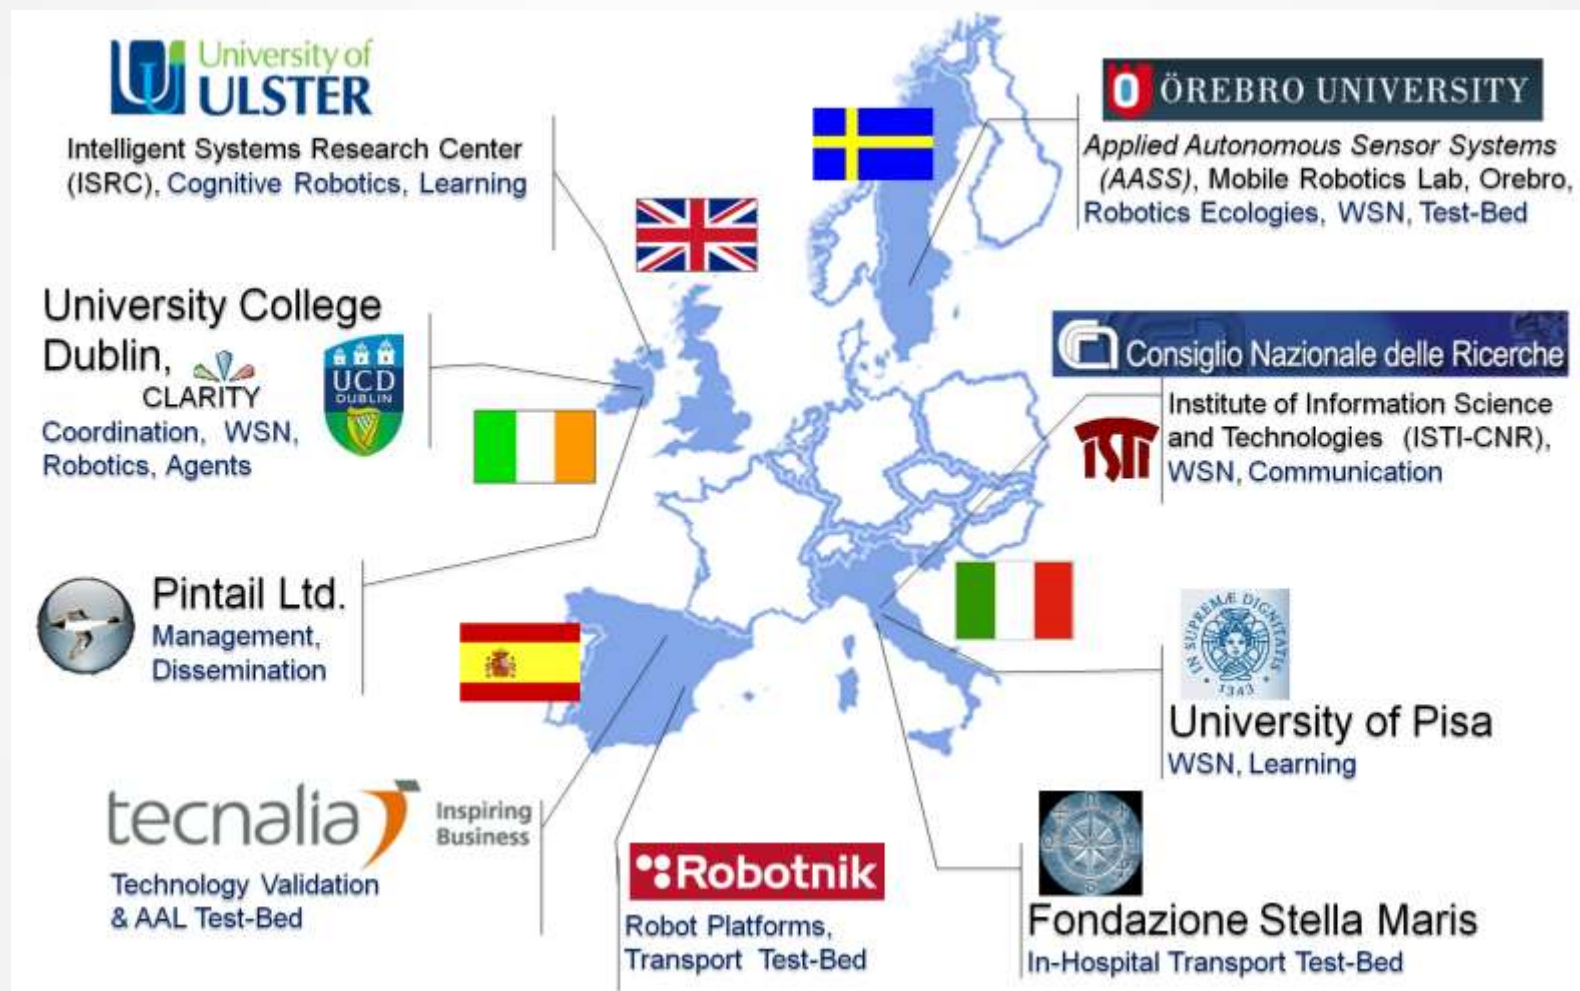 University of
ULSTER
Intelligent Systems Research Center
(ISRC), Cognitive Robotics, Learning
University College
Dublin,
CLARITY
UCD
DUBLIN
Coordination, WSN,
Robotics, Agents
Pintail Ltd.
Management,
Dissemination
tecnalia
Inspiring
Business
Technology Validation
& AAL Test-Bed
Robotnik
Robot Platforms,
Transport Test-Bed
ÖREBRO UNIVERSITY
Applied Autonomous Sensor Systems
(AASS), Mobile Robotics Lab, Orebro,
Robotics Ecologies, WSN, Test-Bed
Consiglio Nazionale delle Ricerche
ISTI
Institute of Information Science
and Technologies (ISTI-CNR),
WSN, Communication
IN SUPREMÆ DIGNITATIS
1343
University of Pisa
WSN, Learning
Fondazione Stella Maris
In-Hospital Transport Test-Bed